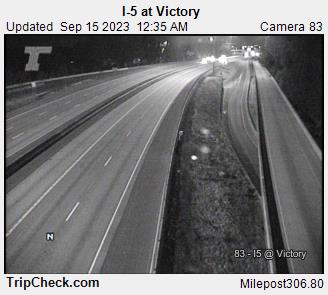 I-5 at Victory
Updated Sep 15 2023 12:35 AM Camera 83
T
N
83 - I5 @ Victory
TripCheck.com Milepost306.80